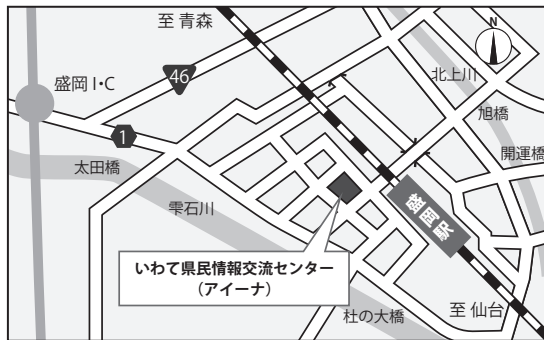 至 青森
N
46
盛岡 I・C
北上川
旭橋
1
開運橋
太田橋
盛岡駅
雫石川
いわて県民情報交流センター
（アイーナ）
至 仙台
杜の大橋